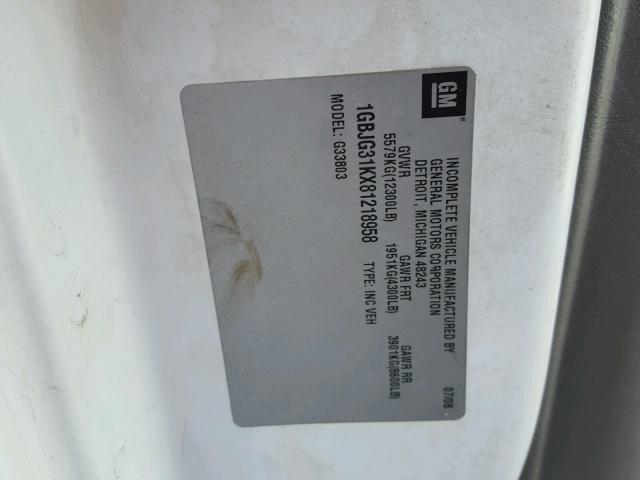 GM
INCOMPLETE VEHICLE MANUFACTURED BY 07/08
GENERAL MOTORS CORPORATION
DETROIT, MICHIGAN 48243
GVWR GAWR FRT GAWR RR
5579KG(12300LB) 1951KG(4300LB) 3901KG(8600LB)
1GBJG31KX81218958 TYPE: INC VEH
MODEL: G33803